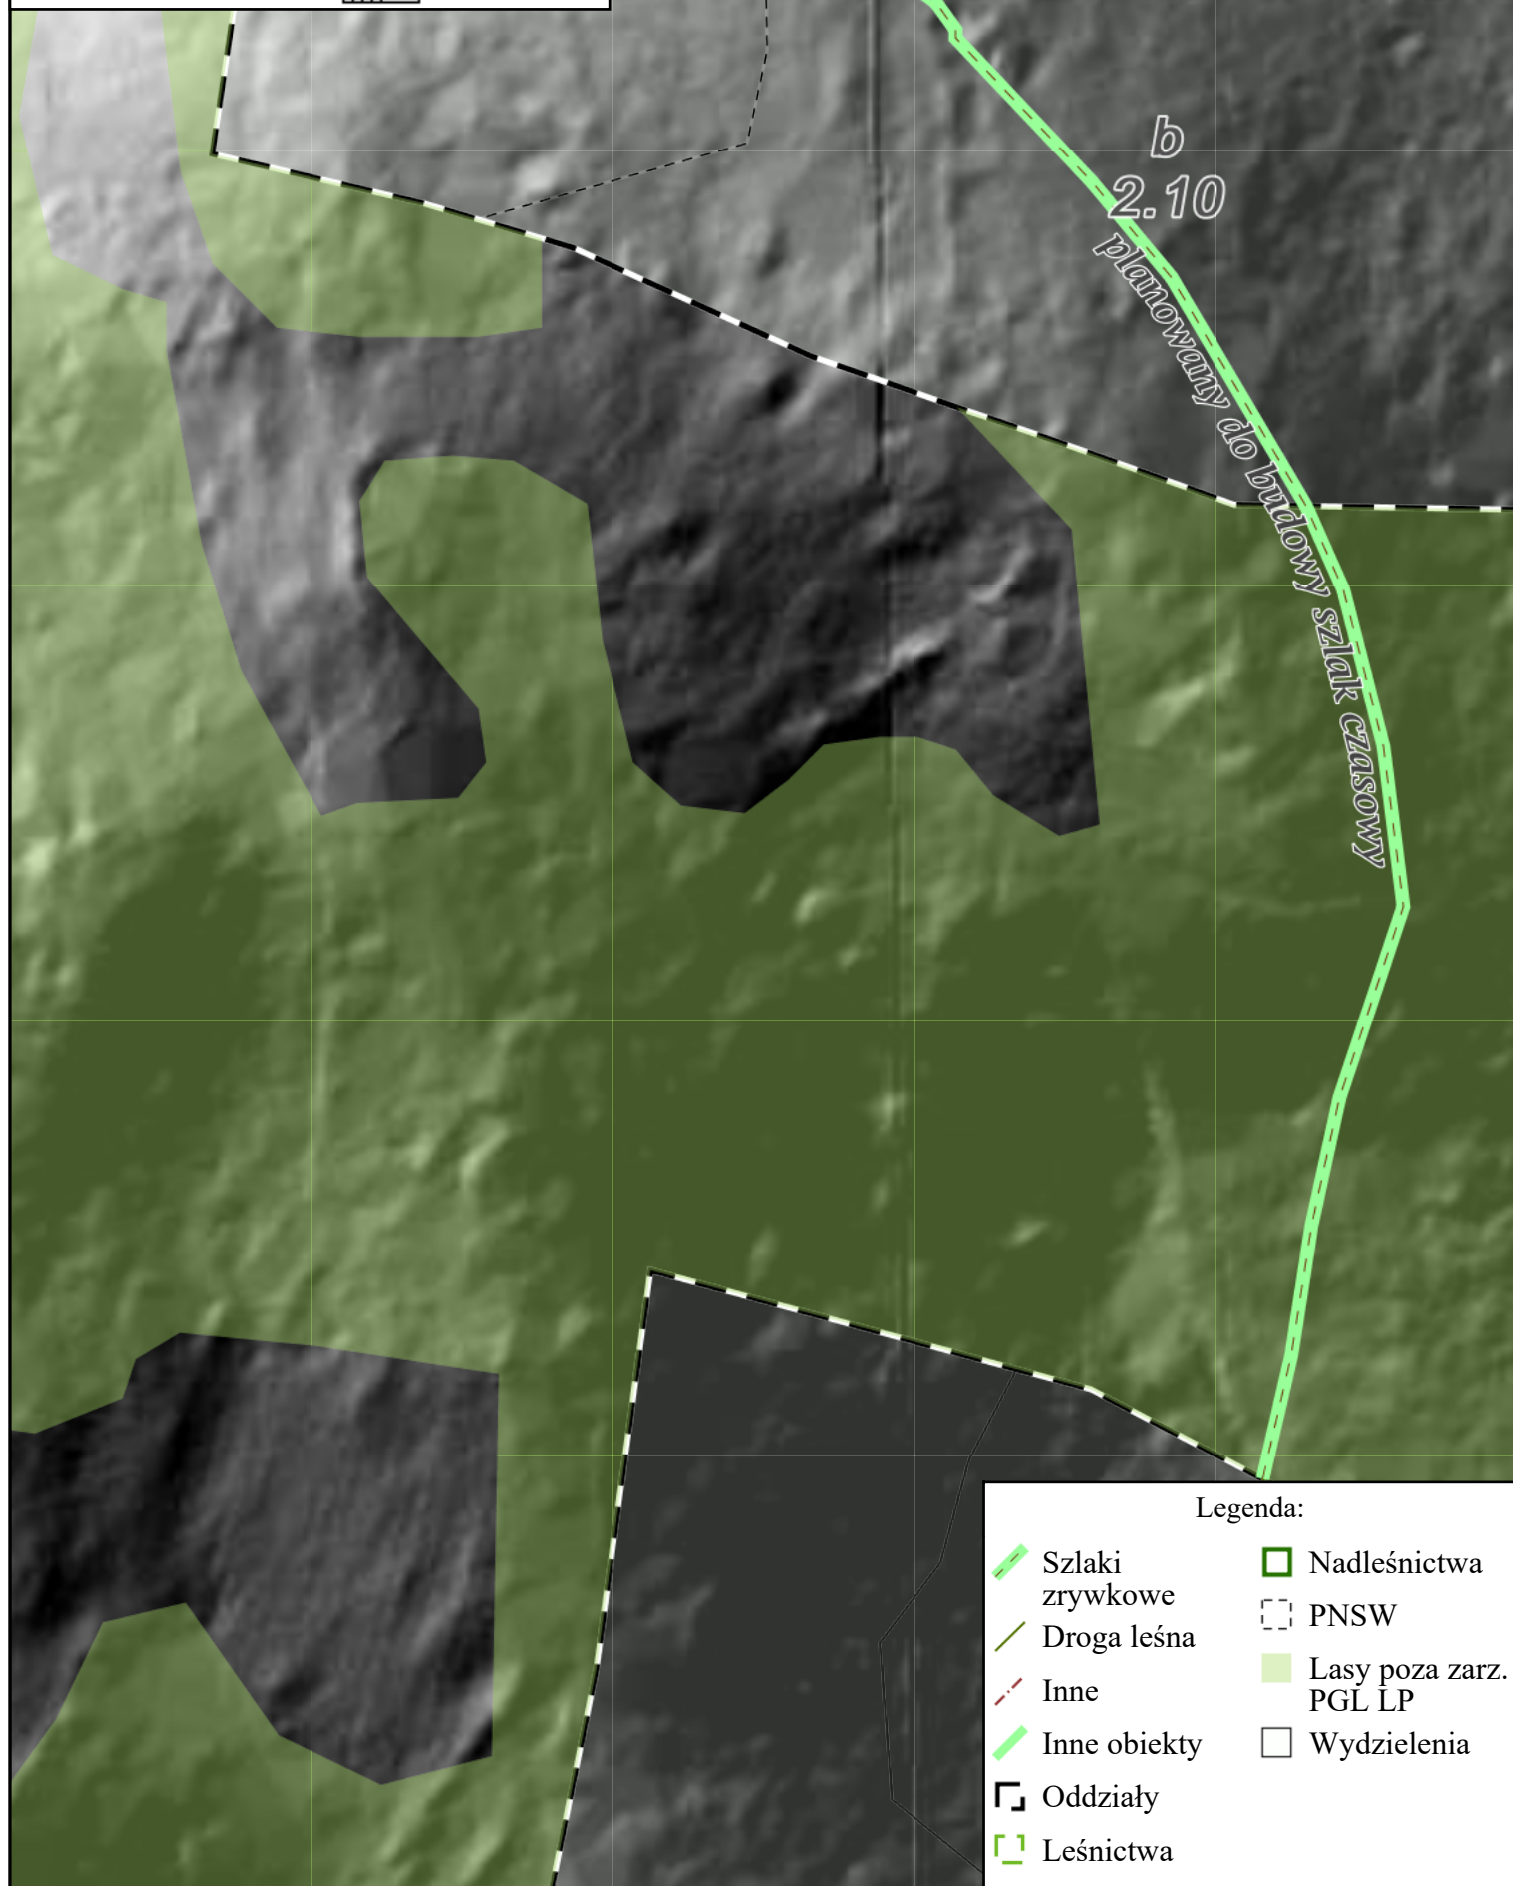 b
2.10
planowany do budowy szlak czasowy
Legenda:
Szlaki
zrywkowe
Droga leśna
Inne
Inne obiekty
Oddziały
Leśnictwa
Nadleśnictwa
PNSW
Lasy poza zarz.
PGL LP
Wydzielenia